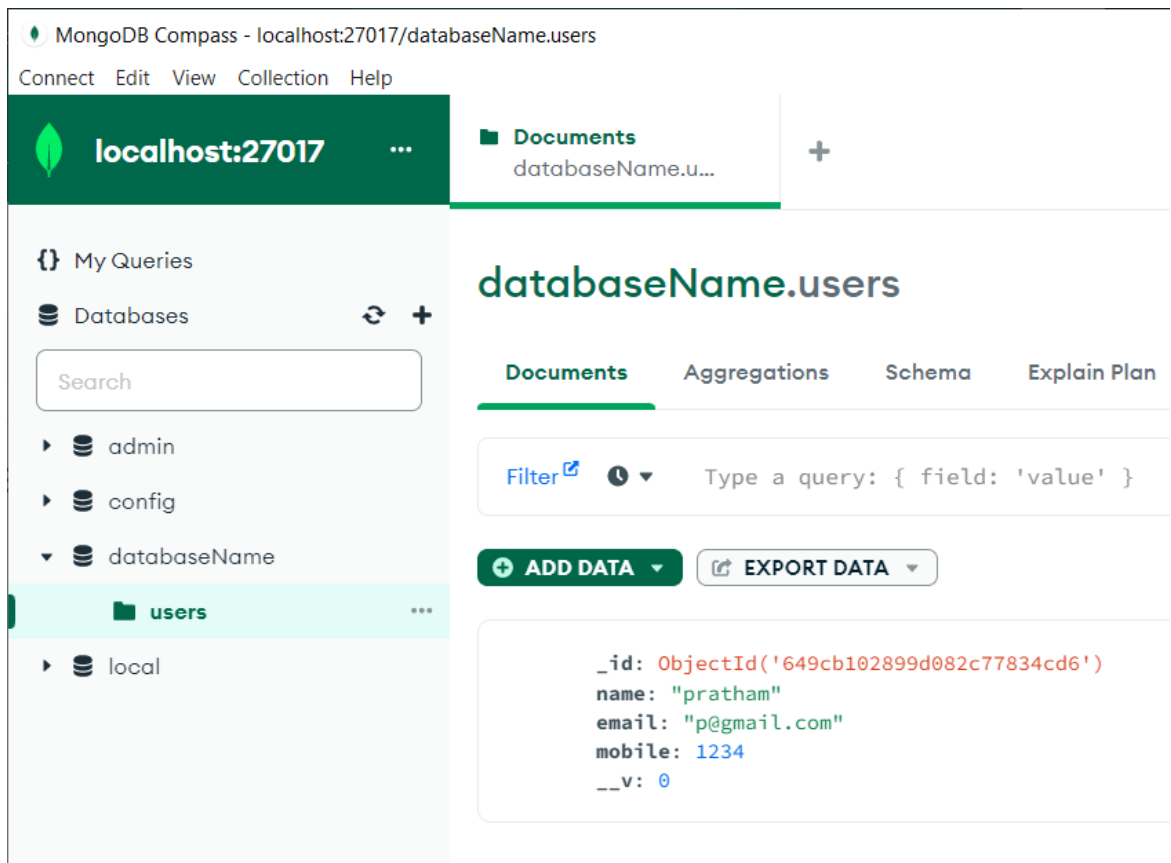 MongoDB Compass - localhost:27017/databaseName.users
Connect Edit View Collection Help
localhost:27017 ...
Documents
databaseName.u...
+
{} My Queries
Databases
+
Search
admin
config
databaseName
users ...
local
databaseName.users
Documents Aggregations Schema Explain Plan
Filter Type a query: { field: 'value' }
ADD DATA EXPORT DATA
_id: ObjectId('649cb102899d082c77834cd6')
name: "pratham"
email: "p@gmail.com"
mobile: 1234
__v: 0